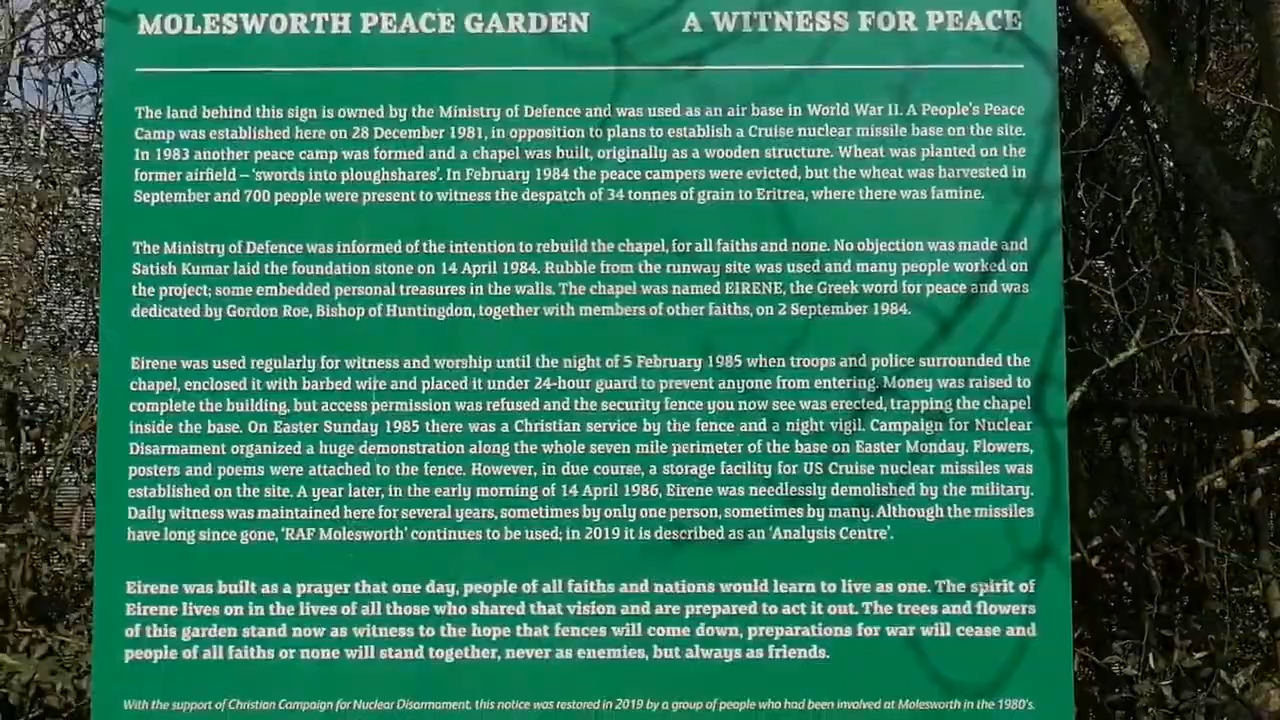 MOLESWORTH PEACE GARDEN A WITNESS FOR PEACE
The land behind this sign is owned by the Ministry of Defence and was used as an air base in World War II. A People's Peace
Camp was established here on 28 December 1981, in opposition to plans to establish a Cruise nuclear missile base on the site.
In 1983 another peace camp was formed and a chapel was built, originally as a wooden structure. Wheat was planted on the
former airfield – 'swords into ploughshares'. In February 1984 the peace campers were evicted, but the wheat was harvested in
September and 700 people were present to witness the despatch of 34 tonnes of grain to Eritrea, where there was famine.
The Ministry of Defence was informed of the intention to rebuild the chapel, for all faiths and none. No objection was made and
Satish Kumar laid the foundation stone on 14 April 1984. Rubble from the runway site was used and many people worked on
the project; some embedded personal treasures in the walls. The chapel was named EIRENE, the Greek word for peace and was
dedicated by Gordon Roe, Bishop of Huntingdon, together with members of other faiths, on 2 September 1984.
Eirene was used regularly for witness and worship until the night of 5 February 1985 when troops and police surrounded the
chapel, enclosed it with barbed wire and placed it under 24-hour guard to prevent anyone from entering. Money was raised to
complete the building, but access permission was refused and the security fence you now see was erected, trapping the chapel
inside the base. On Easter Sunday 1985 there was a Christian service by the fence and a night vigil. Campaign for Nuclear
Disarmament organized a huge demonstration along the whole seven mile perimeter of the base on Easter Monday. Flowers,
posters and poems were attached to the fence. However, in due course, a storage facility for US Cruise nuclear missiles was
established on the site. A year later, in the early morning of 14 April 1986, Eirene was needlessly demolished by the military.
Daily witness was maintained here for several years, sometimes by only one person, sometimes by many. Although the missiles
have long since gone, 'RAF Molesworth' continues to be used; in 2019 it is described as an 'Analysis Centre'.
Eirene was built as a prayer that one day, people of all faiths and nations would learn to live as one. The spirit of
Eirene lives on in the lives of all those who shared that vision and are prepared to act it out. The trees and flowers
of this garden stand now as witness to the hope that fences will come down, preparations for war will cease and
people of all faiths or none will stand together, never as enemies, but always as friends.
With the support of Christian Campaign for Nuclear Disarmament, this notice was restored in 2019 by a group of people who had been involved at Molesworth in the 1980's.